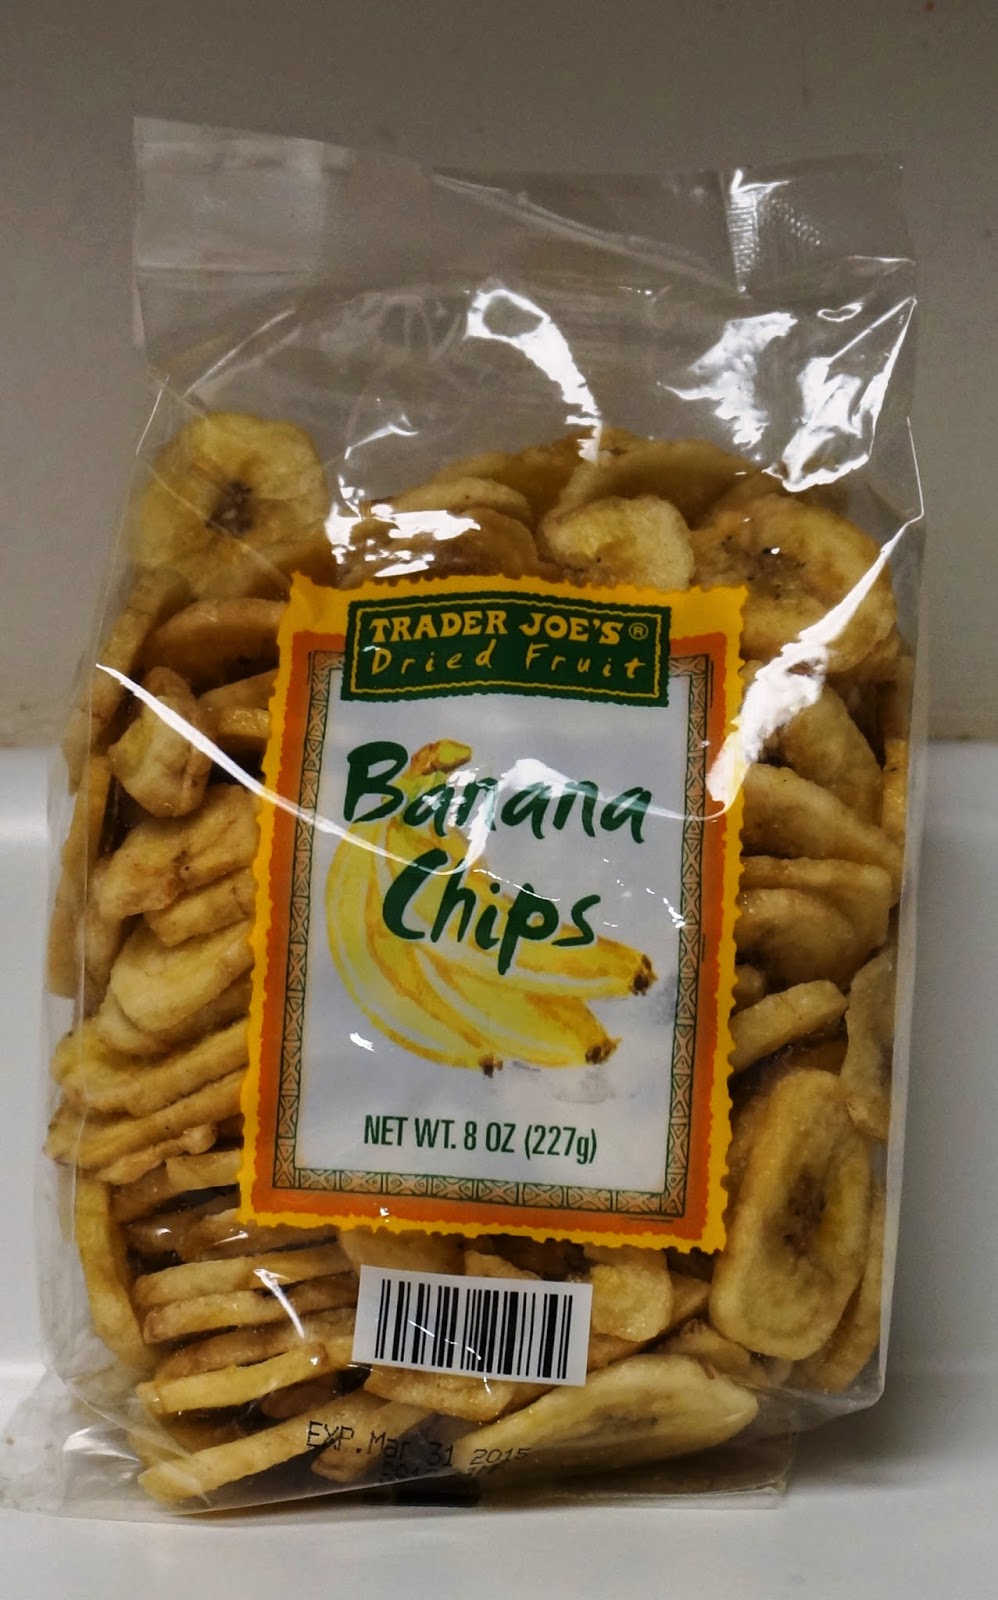 TRADER JOE'S®
Dried Fruit
Banana
Chips
NET WT. 8 OZ (227g)
EXP. Mar 31 2015